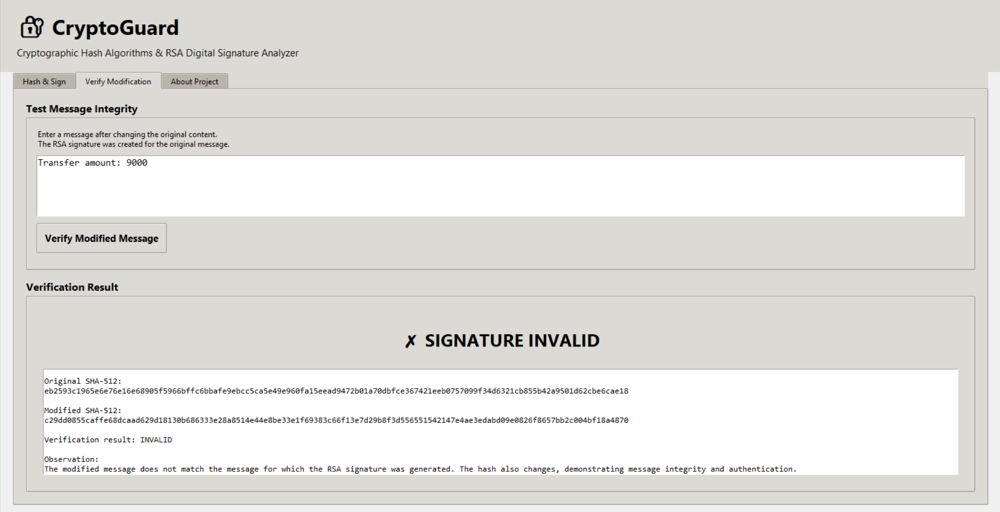 CryptoGuard
Cryptographic Hash Algorithms & RSA Digital Signature Analyzer
Hash & Sign
Verify Modification
About Project
Test Message Integrity
Enter a message after changing the original content.
The RSA signature was created for the original message.
Transfer amount: 9000
Verify Modified Message
Verification Result
✗ SIGNATURE INVALID
Original SHA-512:
eb2593c1965e6e76e16e68905f5966bffc6bbafe9ebcc5ca5e49e960fa15eead9472b01a70dbfce367421eeb0757099f34d6321cb855b42a9501d62cbe6cae18
Modified SHA-512:
c29dd0855caffe68dcaad629d18130b686333e28a8514e44e8be33e1f69383c66f13e7d29b8f3d556551542147e4ae3edabd09e0826f8657bb2c004bf18a4870
Verification result: INVALID
Observation:
The modified message does not match the message for which the RSA signature was generated. The hash also changes, demonstrating message integrity and authentication.